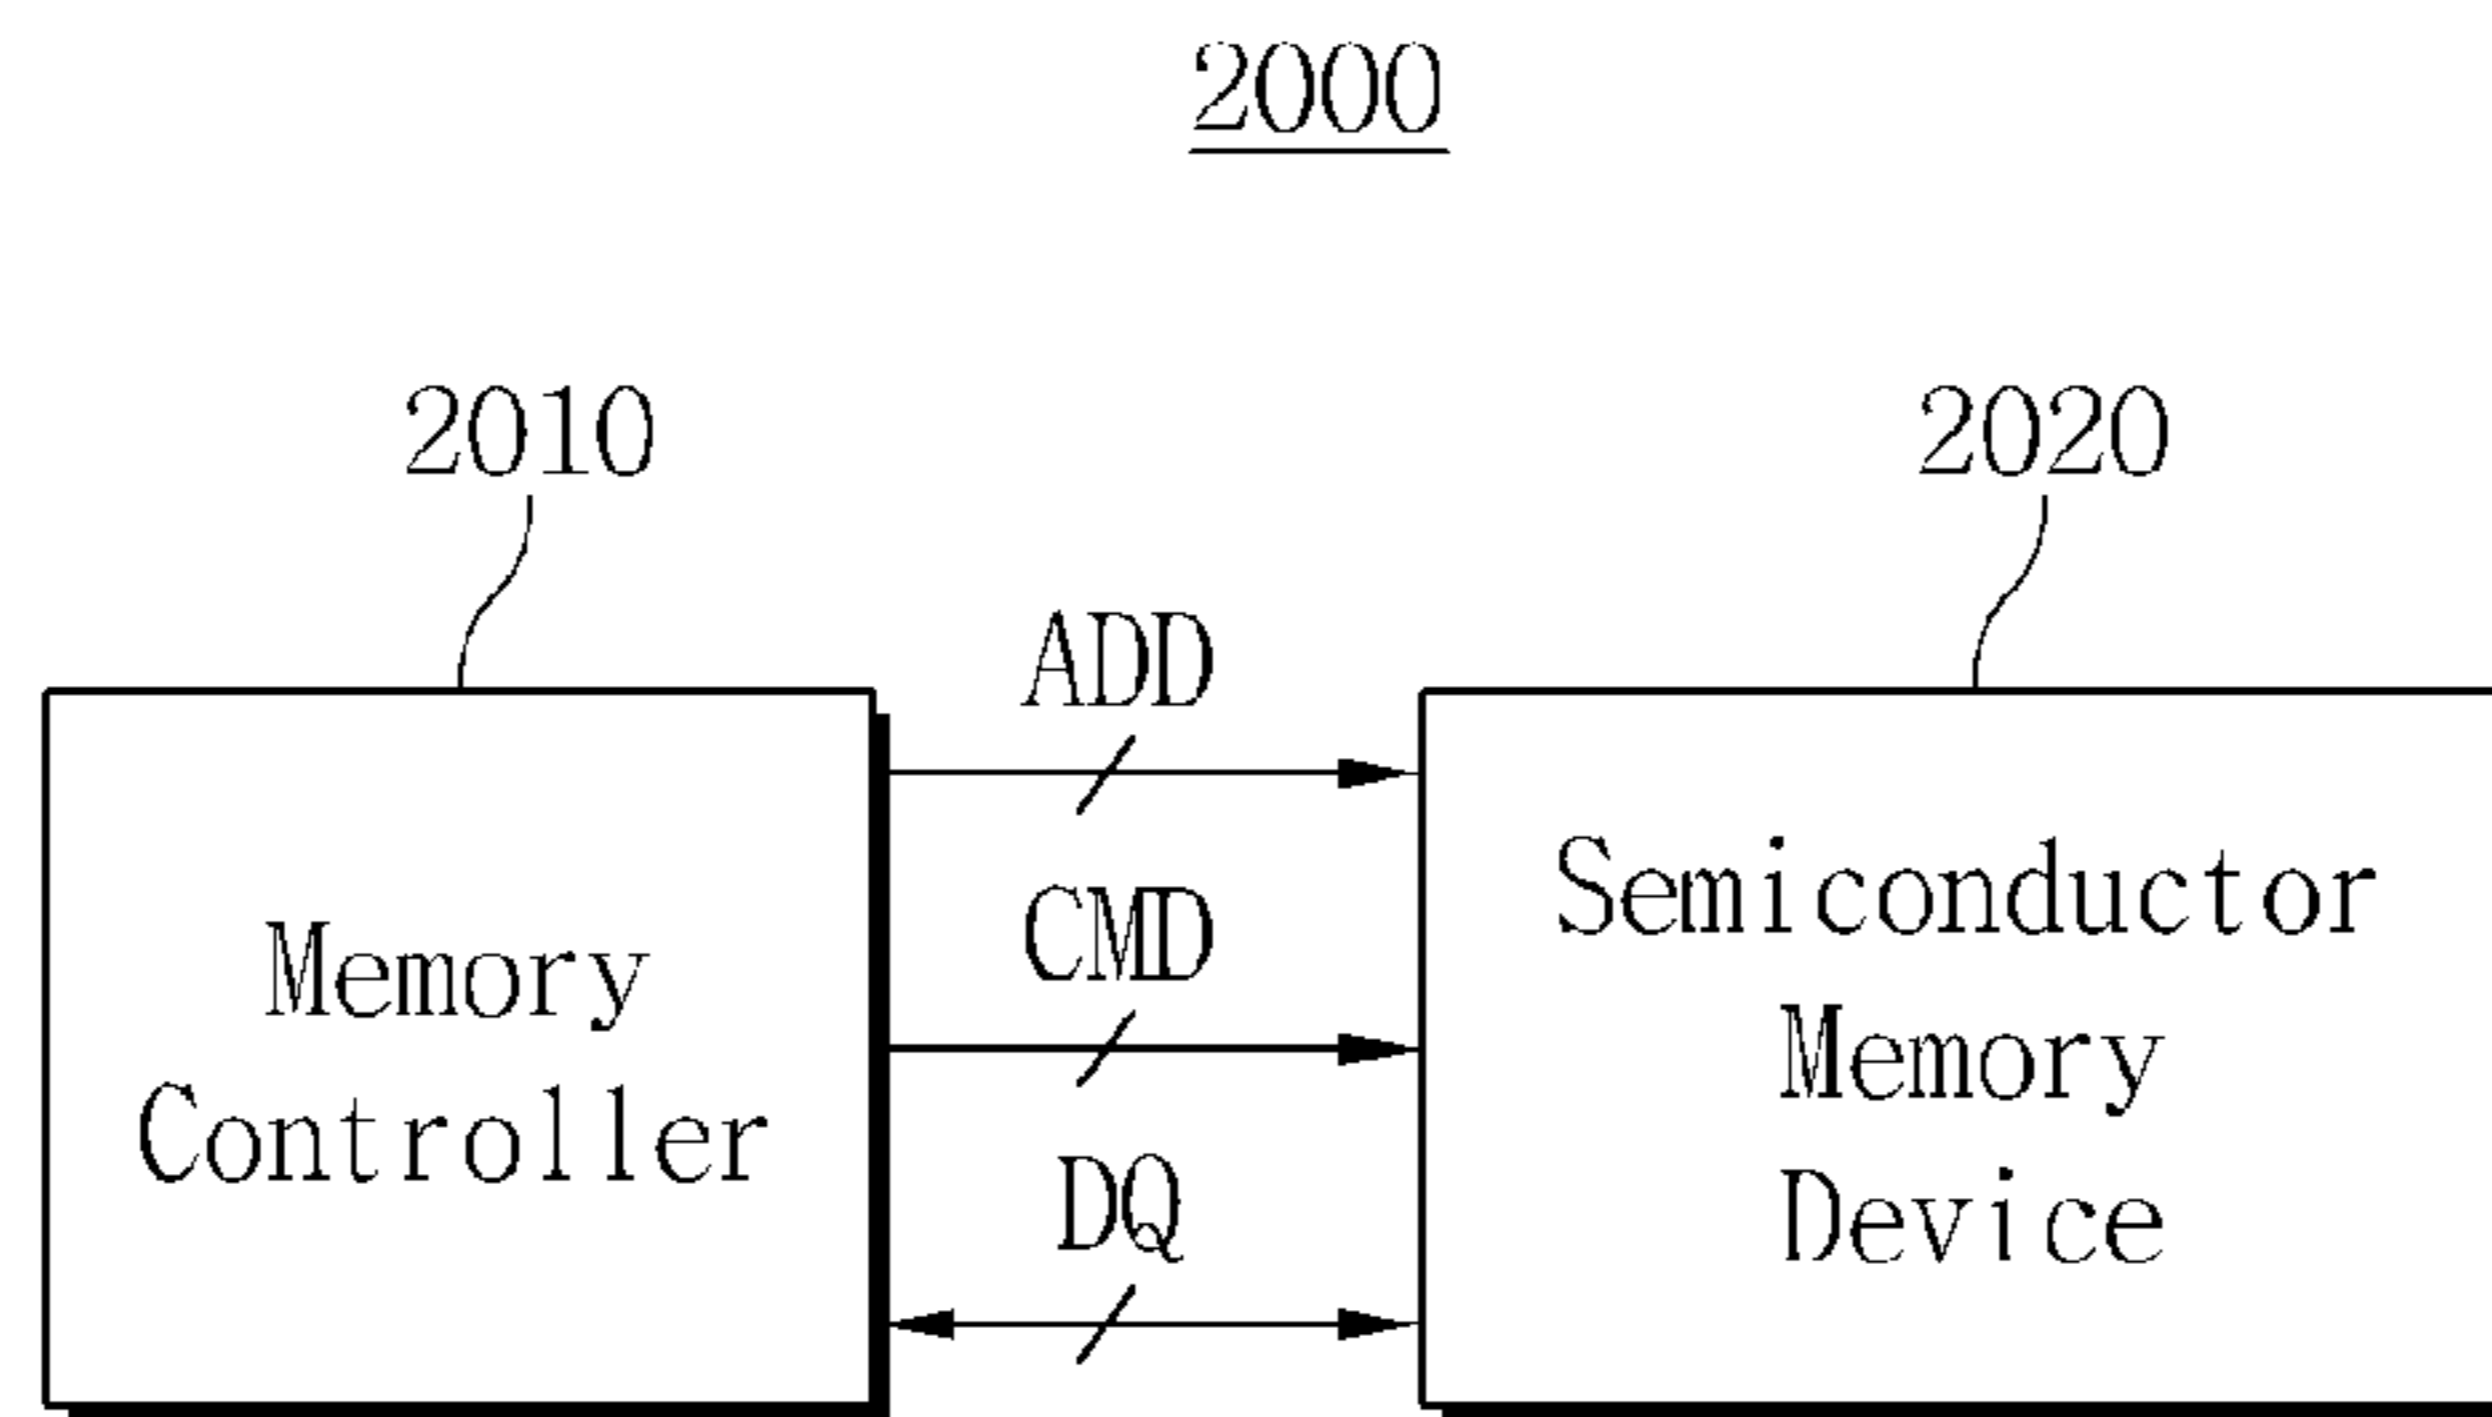 2000
2010
2020
ADD
CMD
DQ
Memory
Controller
Semiconductor
Memory
Device